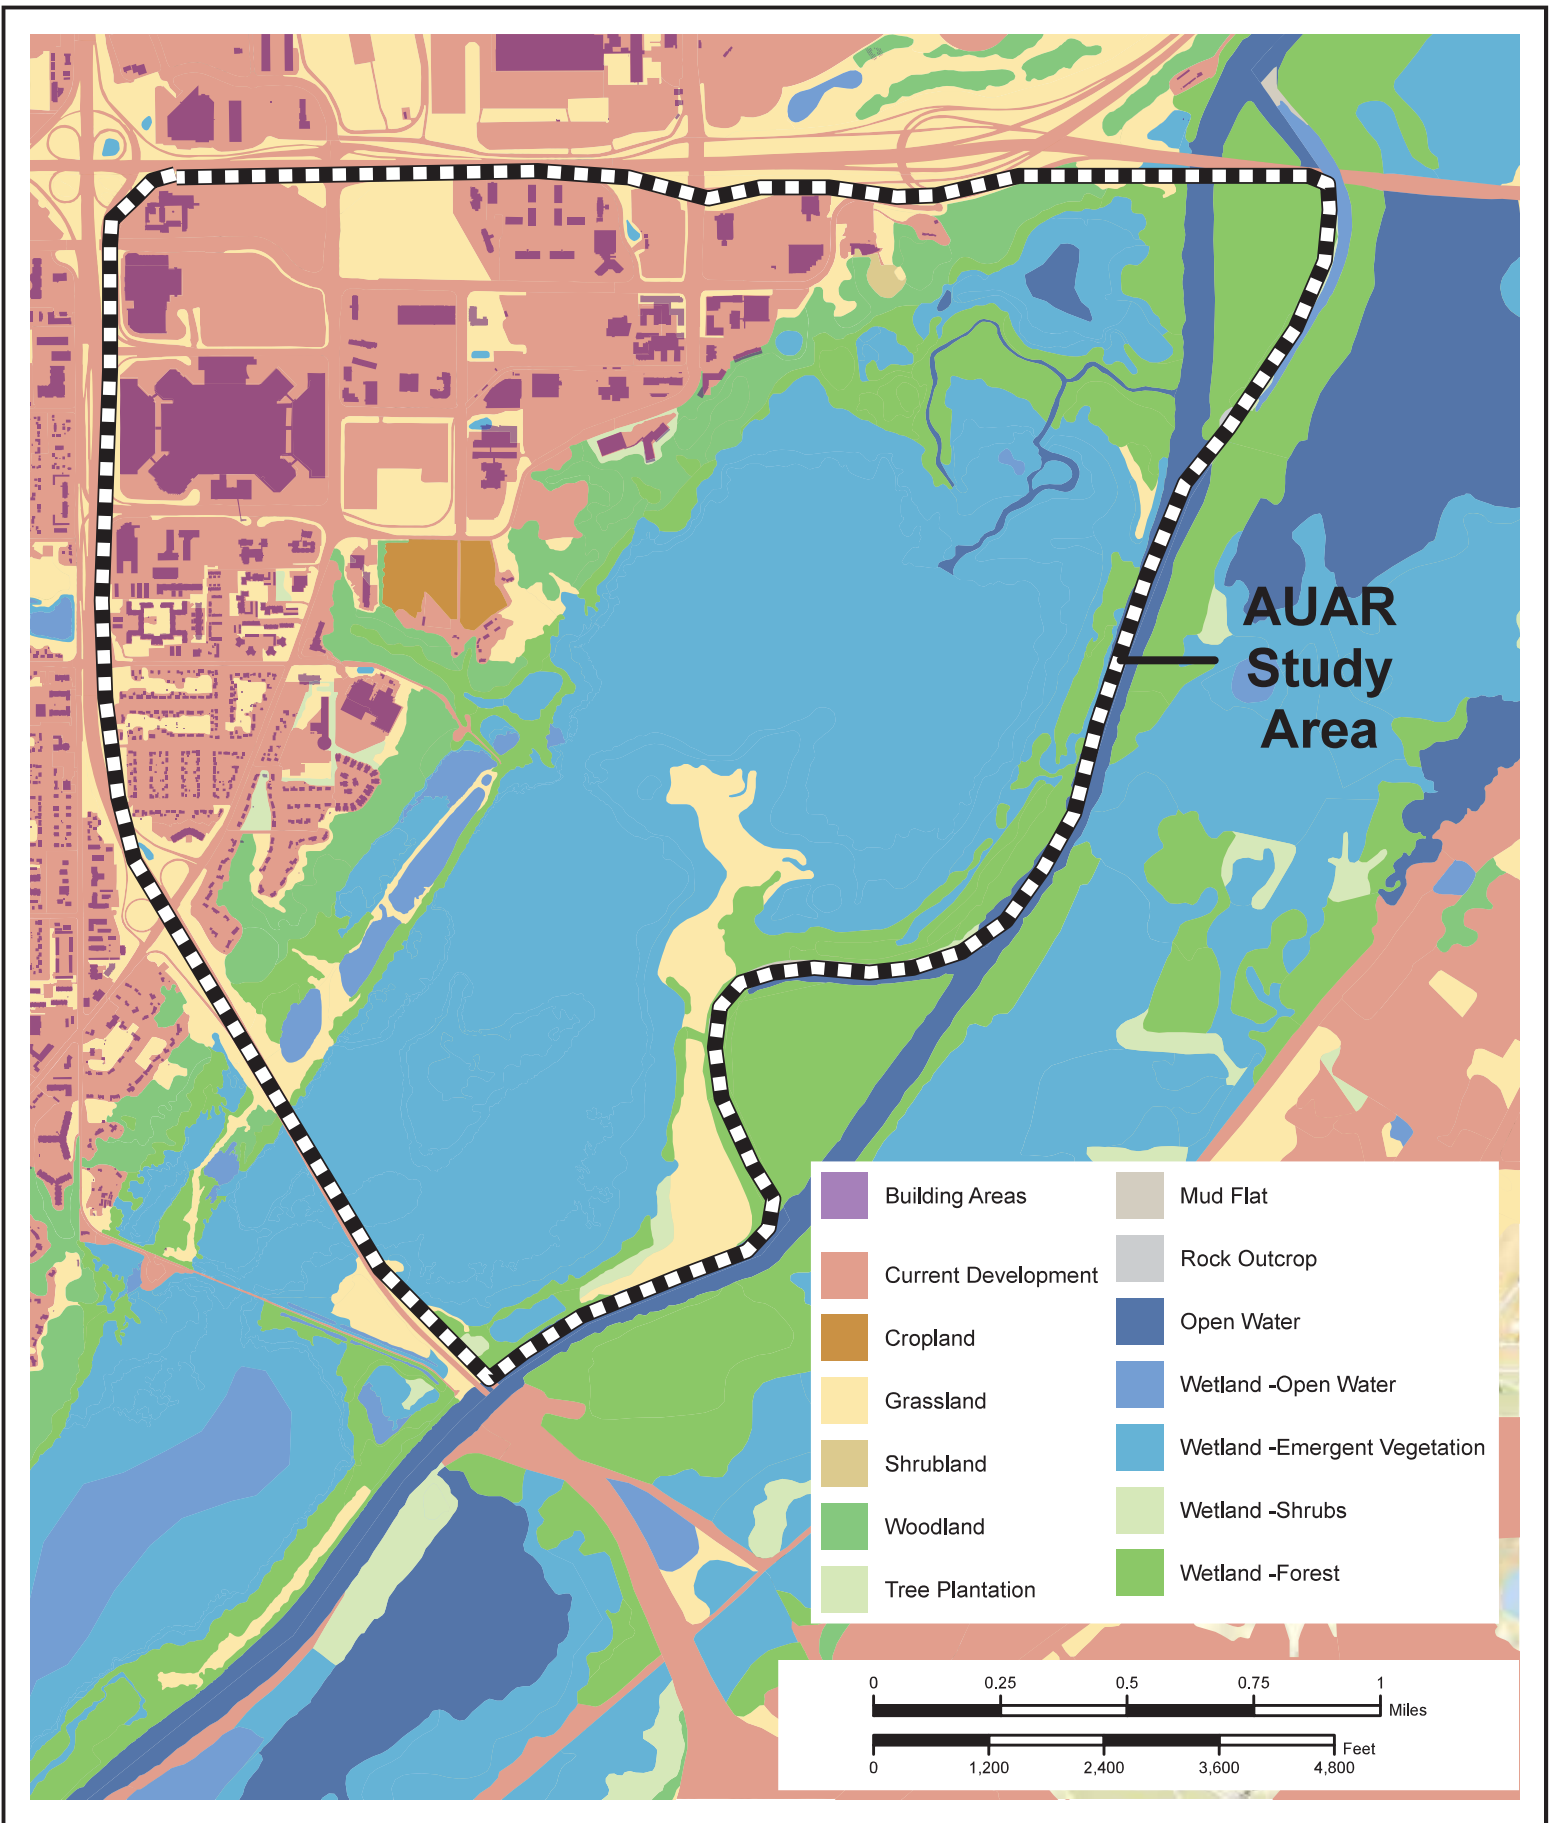 AUAR
Study
Area
Building Areas
Current Development
Cropland
Grassland
Shrubland
Woodland
Tree Plantation
Mud Flat
Rock Outcrop
Open Water
Wetland -Open Water
Wetland -Emergent Vegetation
Wetland -Shrubs
Wetland -Forest
0 0.25 0.5 0.75 1
Miles
Feet
0 1,200 2,400 3,600 4,800